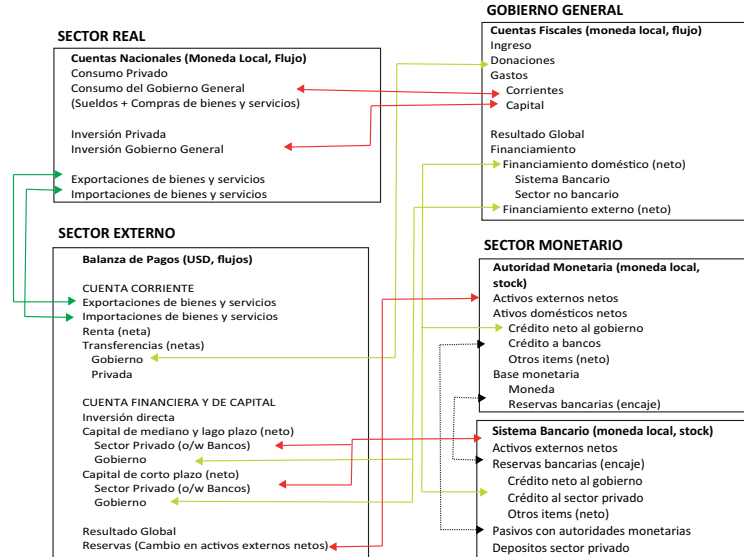 SECTOR REAL
Cuentas Nacionales (Moneda Local, Flujo)
Consumo Privado
Consumo del Gobierno General
(Sueldos + Compras de bienes y servicios)
Inversión Privada
Inversión Gobierno General
Exportaciones de bienes y servicios
Importaciones de bienes y servicios
GOBIERNO GENERAL
Cuentas Fiscales (moneda local, flujo)
Ingreso
Donaciones
Gastos
Corrientes
Capital
Resultado Global
Financiamiento
Financiamiento doméstico (neto)
Sistema Bancario
Sector no bancario
Financiamiento externo (neto)
SECTOR EXTERNO
Balanza de Pagos (USD, flujos)
CUENTA CORRIENTE
Exportaciones de bienes y servicios
Importaciones de bienes y servicios
Renta (neta)
Transferencias (netas)
Gobierno
Privada
CUENTA FINANCIERA Y DE CAPITAL
Inversión directa
Capital de mediano y lago plazo (neto)
Sector Privado (o/w Bancos)
Gobierno
Capital de corto plazo (neto)
Sector Privado (o/w Bancos)
Gobierno
Resultado Global
Reservas (Cambio en activos externos netos)
SECTOR MONETARIO
Autoridad Monetaria (moneda local,
stock)
Activos externos netos
Ativos domésticos netos
Crédito neto al gobierno
Crédito a bancos
Otros items (neto)
Base monetaria
Moneda
Reservas bancarias (encaje)
Sistema Bancario (moneda local, stock)
Activos externos netos
Reservas bancarias (encaje)
Crédito neto al gobierno
Crédito al sector privado
Otros items (neto)
Pasivos con autoridades monetarias
Depositos sector privado